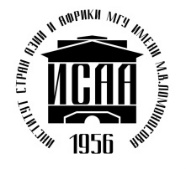 ИНСТИТУТ СТРАН АЗИИ И АФРИКИ МГУ ИМЕНИ М.В.ЛОМОНОСОВА
ИСАА
1956